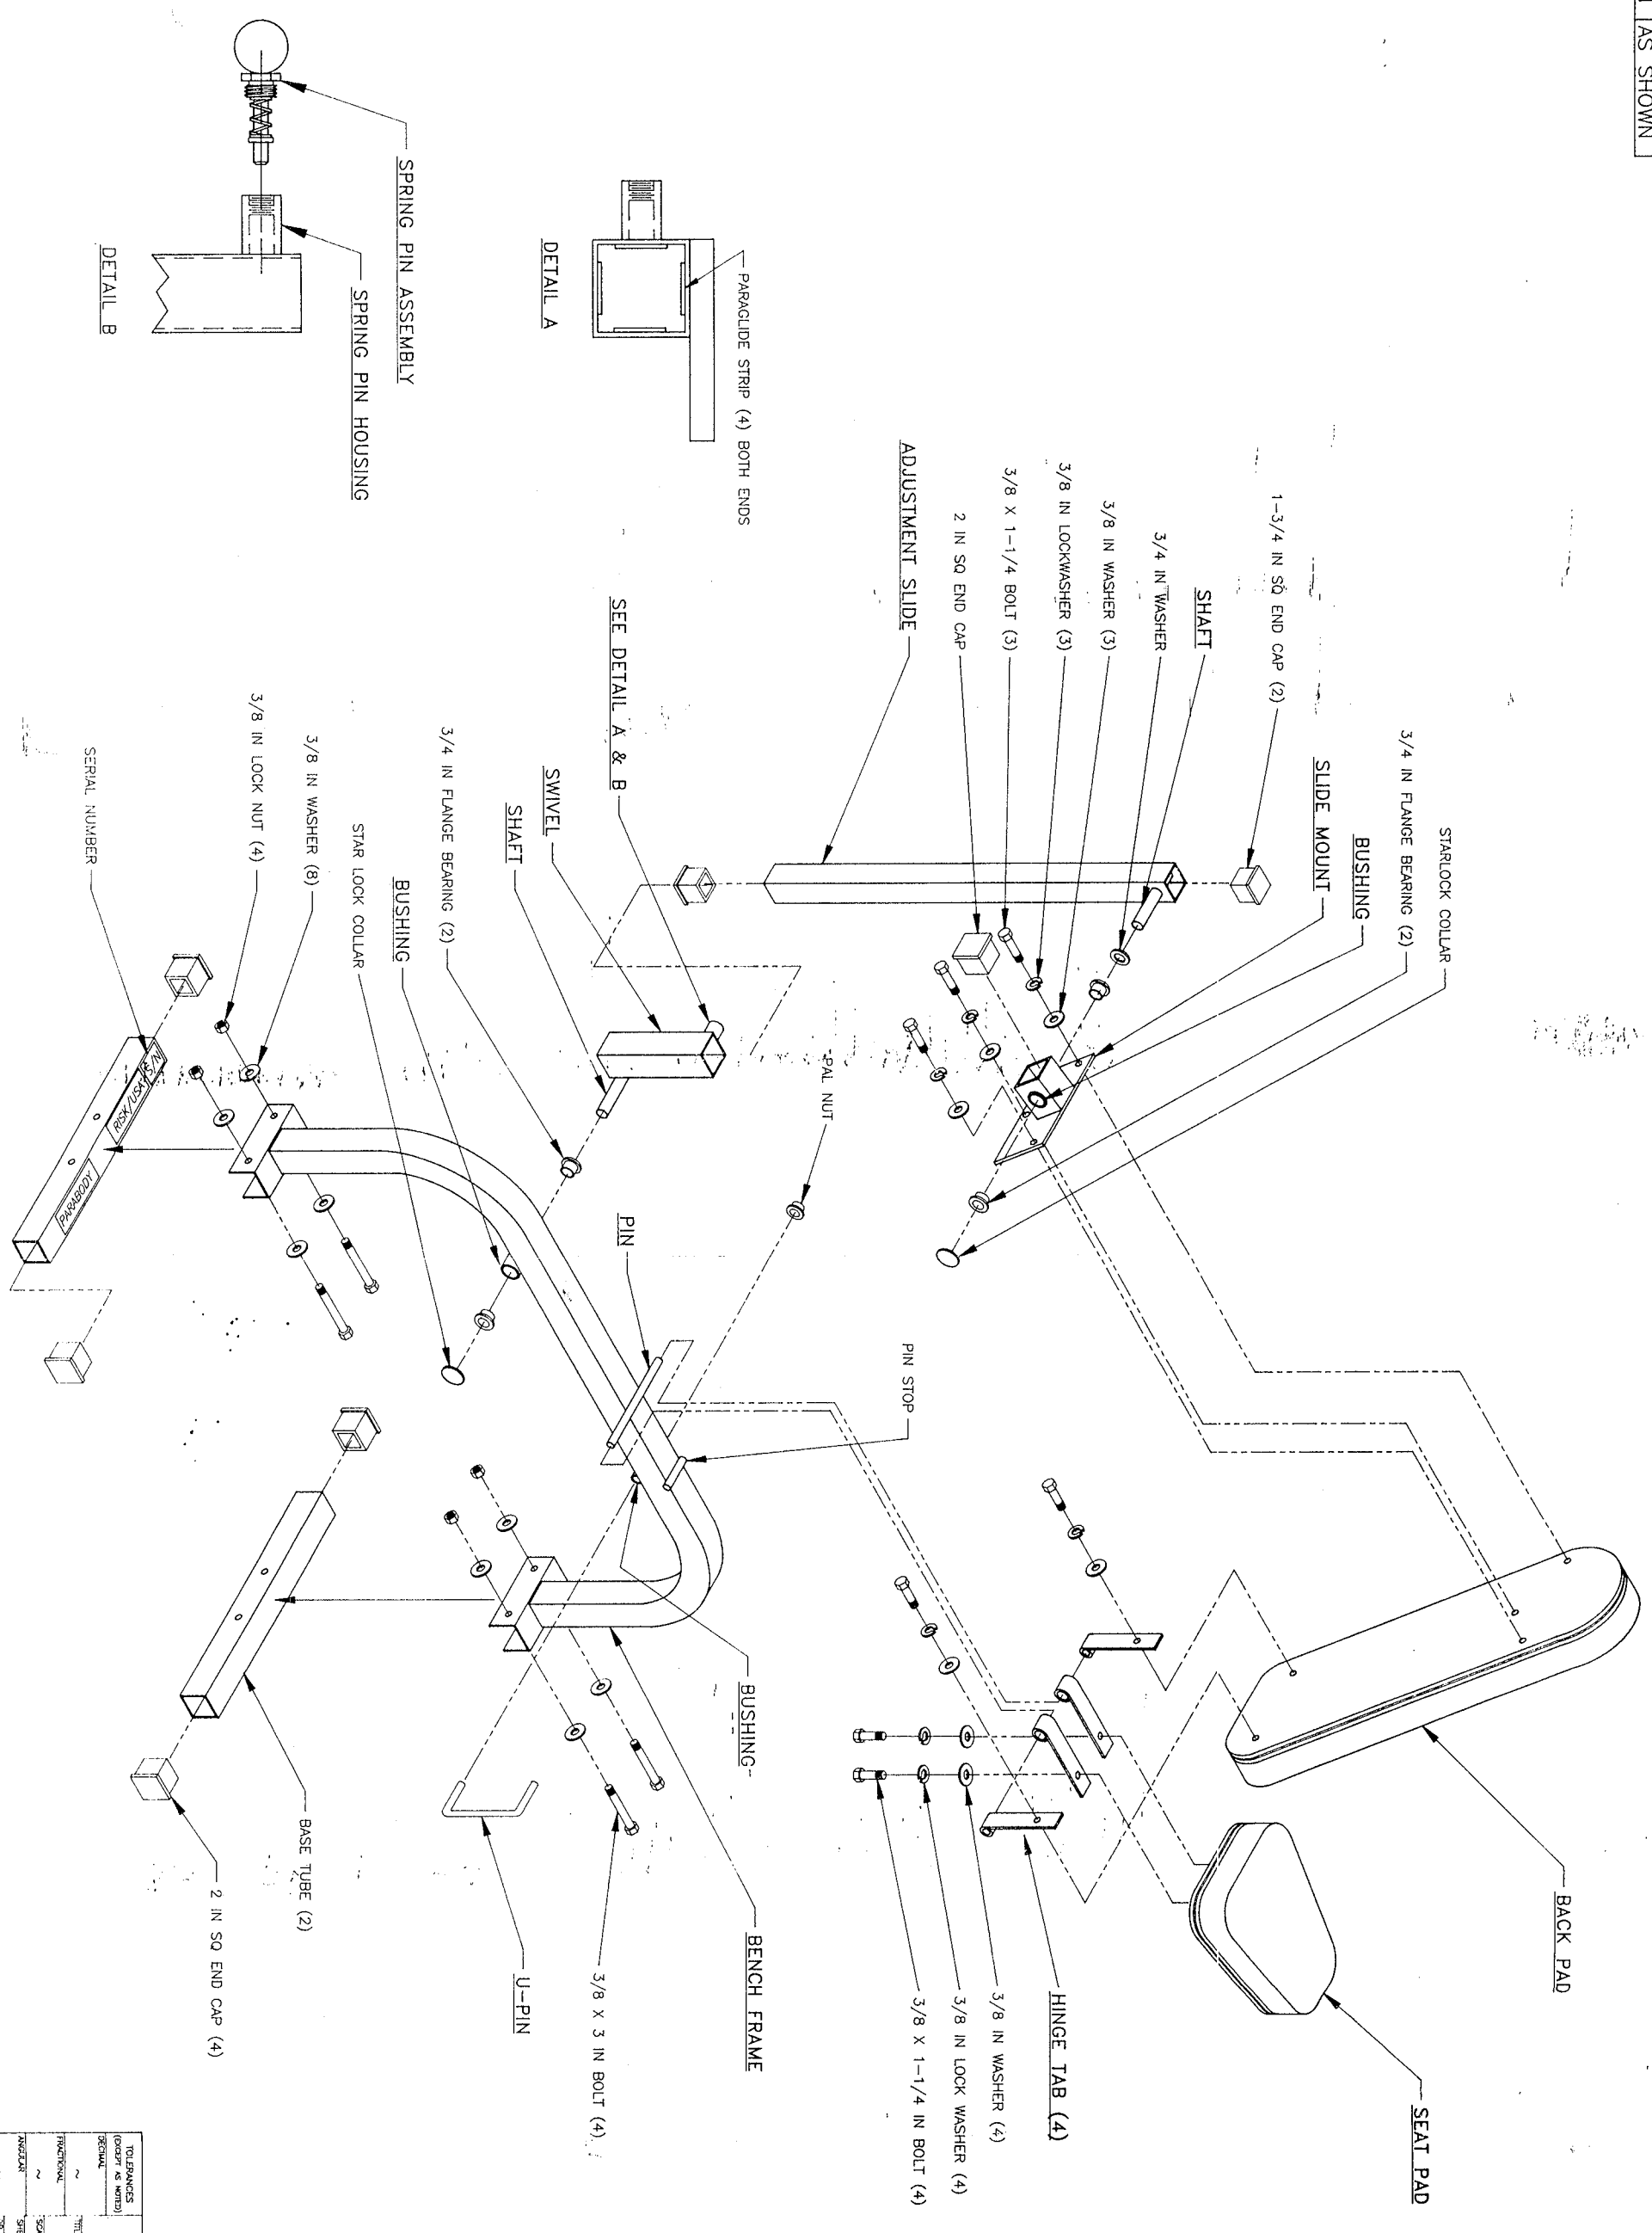 AS SHOWN
1-3/4 IN SQ END CAP (2)
SHAFT
3/4 IN WASHER
3/8 IN WASHER (3)
3/8 IN LOCKWASHER (3)
3/8 X 1-1/4 BOLT (3)
2 IN SQ END CAP
ADJUSTMENT SLIDE
STARLOCK COLLAR
3/4 IN FLANGE BEARING (2)
BUSHING
SLIDE MOUNT
BACK PAD
SEAT PAD
HINGE TAB (4)
3/8 IN WASHER (4)
3/8 IN LOCK WASHER (4)
3/8 X 1-1/4 IN BOLT (4)
PARAGLIDE STRIP (4) BOTH ENDS
DETAIL A
SPRING PIN ASSEMBLY
SPRING PIN HOUSING
DETAIL B
SEE DETAIL A & B
SWIVEL
SHAFT
PAL NUT
PIN
PIN STOP
BUSHING
BENCH FRAME
3/4 IN FLANGE BEARING (2)
BUSHING
STAR LOCK COLLAR
3/8 IN WASHER (8)
3/8 IN LOCK NUT (4)
SERIAL NUMBER
S/N
RISK/USA
PARABODY
3/8 X 3 IN BOLT (4)
U-PIN
BASE TUBE (2)
2 IN SQ END CAP (4)
TOLERANCES
(EXCEPT AS NOTED)
DECIMAL
~
FRACTIONAL
~
ANGULAR